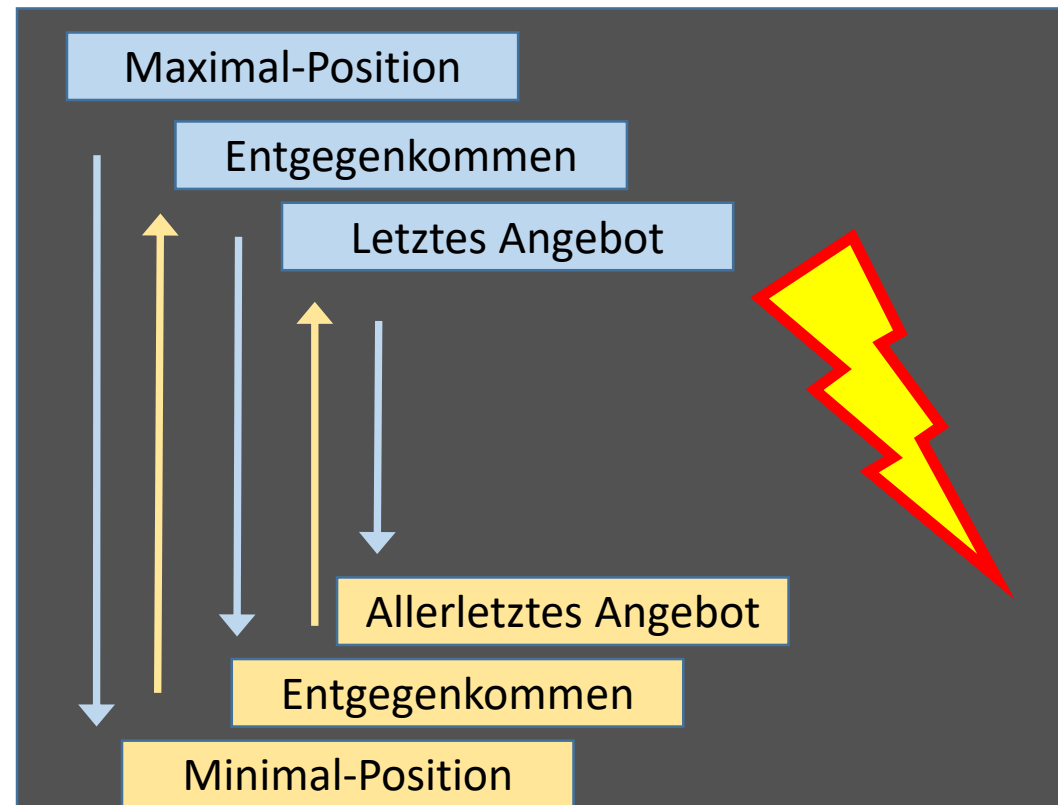 Maximal-Position
Entgegenkommen
Letztes Angebot
Allerletztes Angebot
Entgegenkommen
Minimal-Position